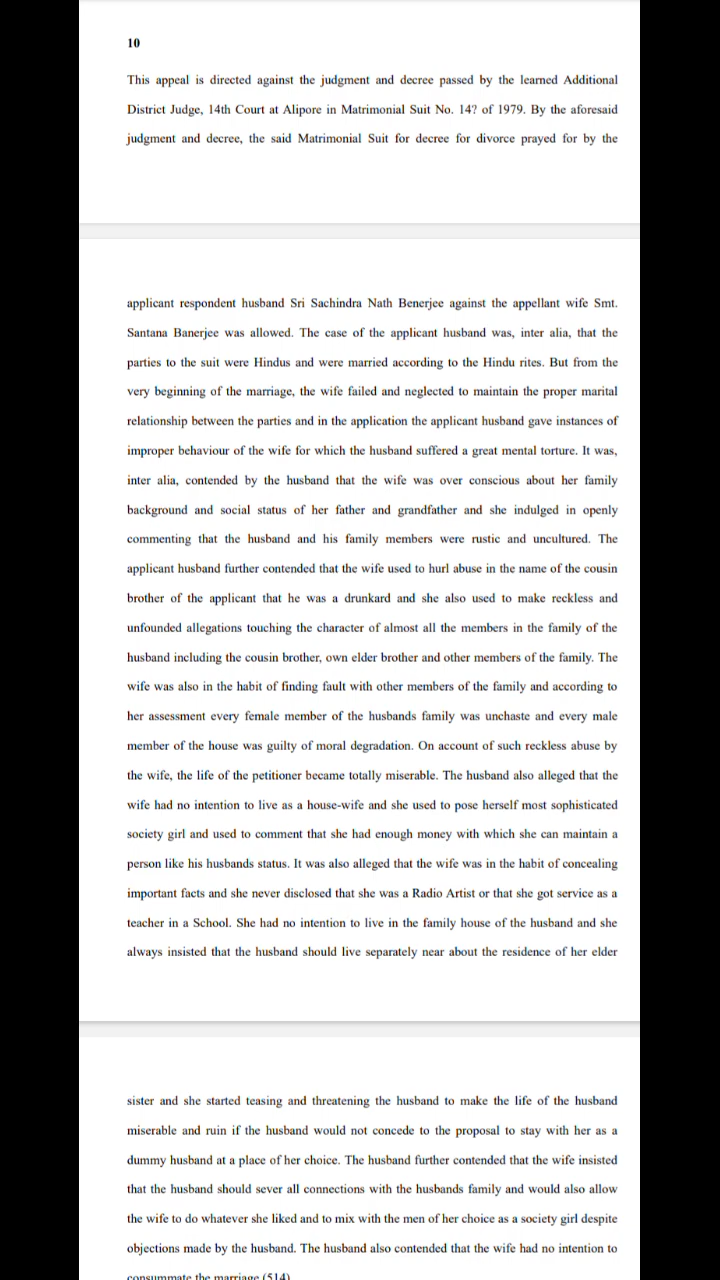 10
This appeal is directed against the judgment and decree passed by the learned Additional
District Judge, 14th Court at Alipore in Matrimonial Suit No. 14? of 1979. By the aforesaid
judgment and decree, the said Matrimonial Suit for decree for divorce prayed for by the
applicant respondent husband Sri Sachindra Nath Benerjee against the appellant wife Smt.
Santana Banerjee was allowed. The case of the applicant husband was, inter alia, that the
parties to the suit were Hindus and were married according to the Hindu rites. But from the
very beginning of the marriage, the wife failed and neglected to maintain the proper marital
relationship between the parties and in the application the applicant husband gave instances of
improper behaviour of the wife for which the husband suffered a great mental torture. It was,
inter alia, contended by the husband that the wife was over conscious about her family
background and social status of her father and grandfather and she indulged in openly
commenting that the husband and his family members were rustic and uncultured. The
applicant husband further contended that the wife used to hurl abuse in the name of the cousin
brother of the applicant that he was a drunkard and she also used to make reckless and
unfounded allegations touching the character of almost all the members in the family of the
husband including the cousin brother, own elder brother and other members of the family. The
wife was also in the habit of finding fault with other members of the family and according to
her assessment every female member of the husbands family was unchaste and every male
member of the house was guilty of moral degradation. On account of such reckless abuse by
the wife, the life of the petitioner became totally miserable. The husband also alleged that the
wife had no intention to live as a house-wife and she used to pose herself most sophisticated
society girl and used to comment that she had enough money with which she can maintain a
person like his husbands status. It was also alleged that the wife was in the habit of concealing
important facts and she never disclosed that she was a Radio Artist or that she got service as a
teacher in a School. She had no intention to live in the family house of the husband and she
always insisted that the husband should live separately near about the residence of her elder
sister and she started teasing and threatening the husband to make the life of the husband
miserable and ruin if the husband would not concede to the proposal to stay with her as a
dummy husband at a place of her choice. The husband further contended that the wife insisted
that the husband should sever all connections with the husbands family and would also allow
the wife to do whatever she liked and to mix with the men of her choice as a society girl despite
objections made by the husband. The husband also contended that the wife had no intention to
consummate the marriage (514)